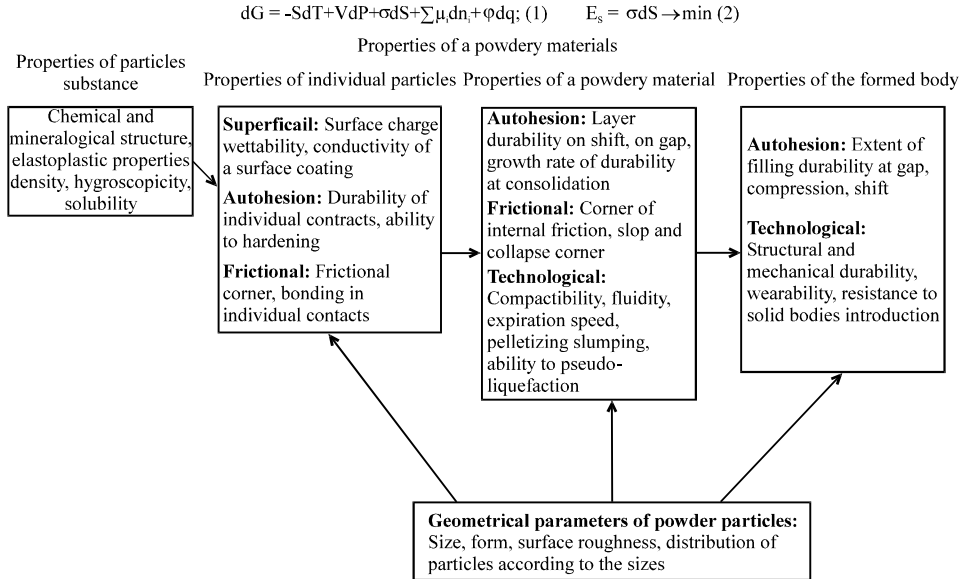 dG = -SdT+VdP+σdS+∑μᵢdnᵢ+φdq; (1) Eₛ = σdS→min (2)
Properties of a powdery materials
Properties of particles
substance
Chemical and
mineralogical structure,
elastoplastic properties
density, hygroscopicity,
solubility
Properties of individual particles
Superficail: Surface charge
wettability, conductivity of
a surface coating
Autohesion: Durability of
individual contracts, ability
to hardening
Frictional: Frictional
corner, bonding in
individual contacts
Properties of a powdery material
Autohesion: Layer
durability on shift, on gap,
growth rate of durability
at consolidation
Frictional: Corner of
internal friction, slop and
collapse corner
Technological:
Compactibility, fluidity,
expiration speed,
pelletizing slumping,
ability to pseudo-
liquefaction
Properties of the formed body
Autohesion: Extent of
filling durability at gap,
compression, shift
Technological:
Structural and
mechanical durability,
wearability, resistance to
solid bodies introduction
Geometrical parameters of powder particles:
Size, form, surface roughness, distribution of
particles according to the sizes